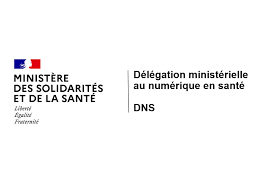 MINISTÈRE
DES SOLIDARITÉS
ET DE LA SANTÉ
Liberté
Égalité
Fraternité
Délégation ministérielle
au numérique en santé
DNS